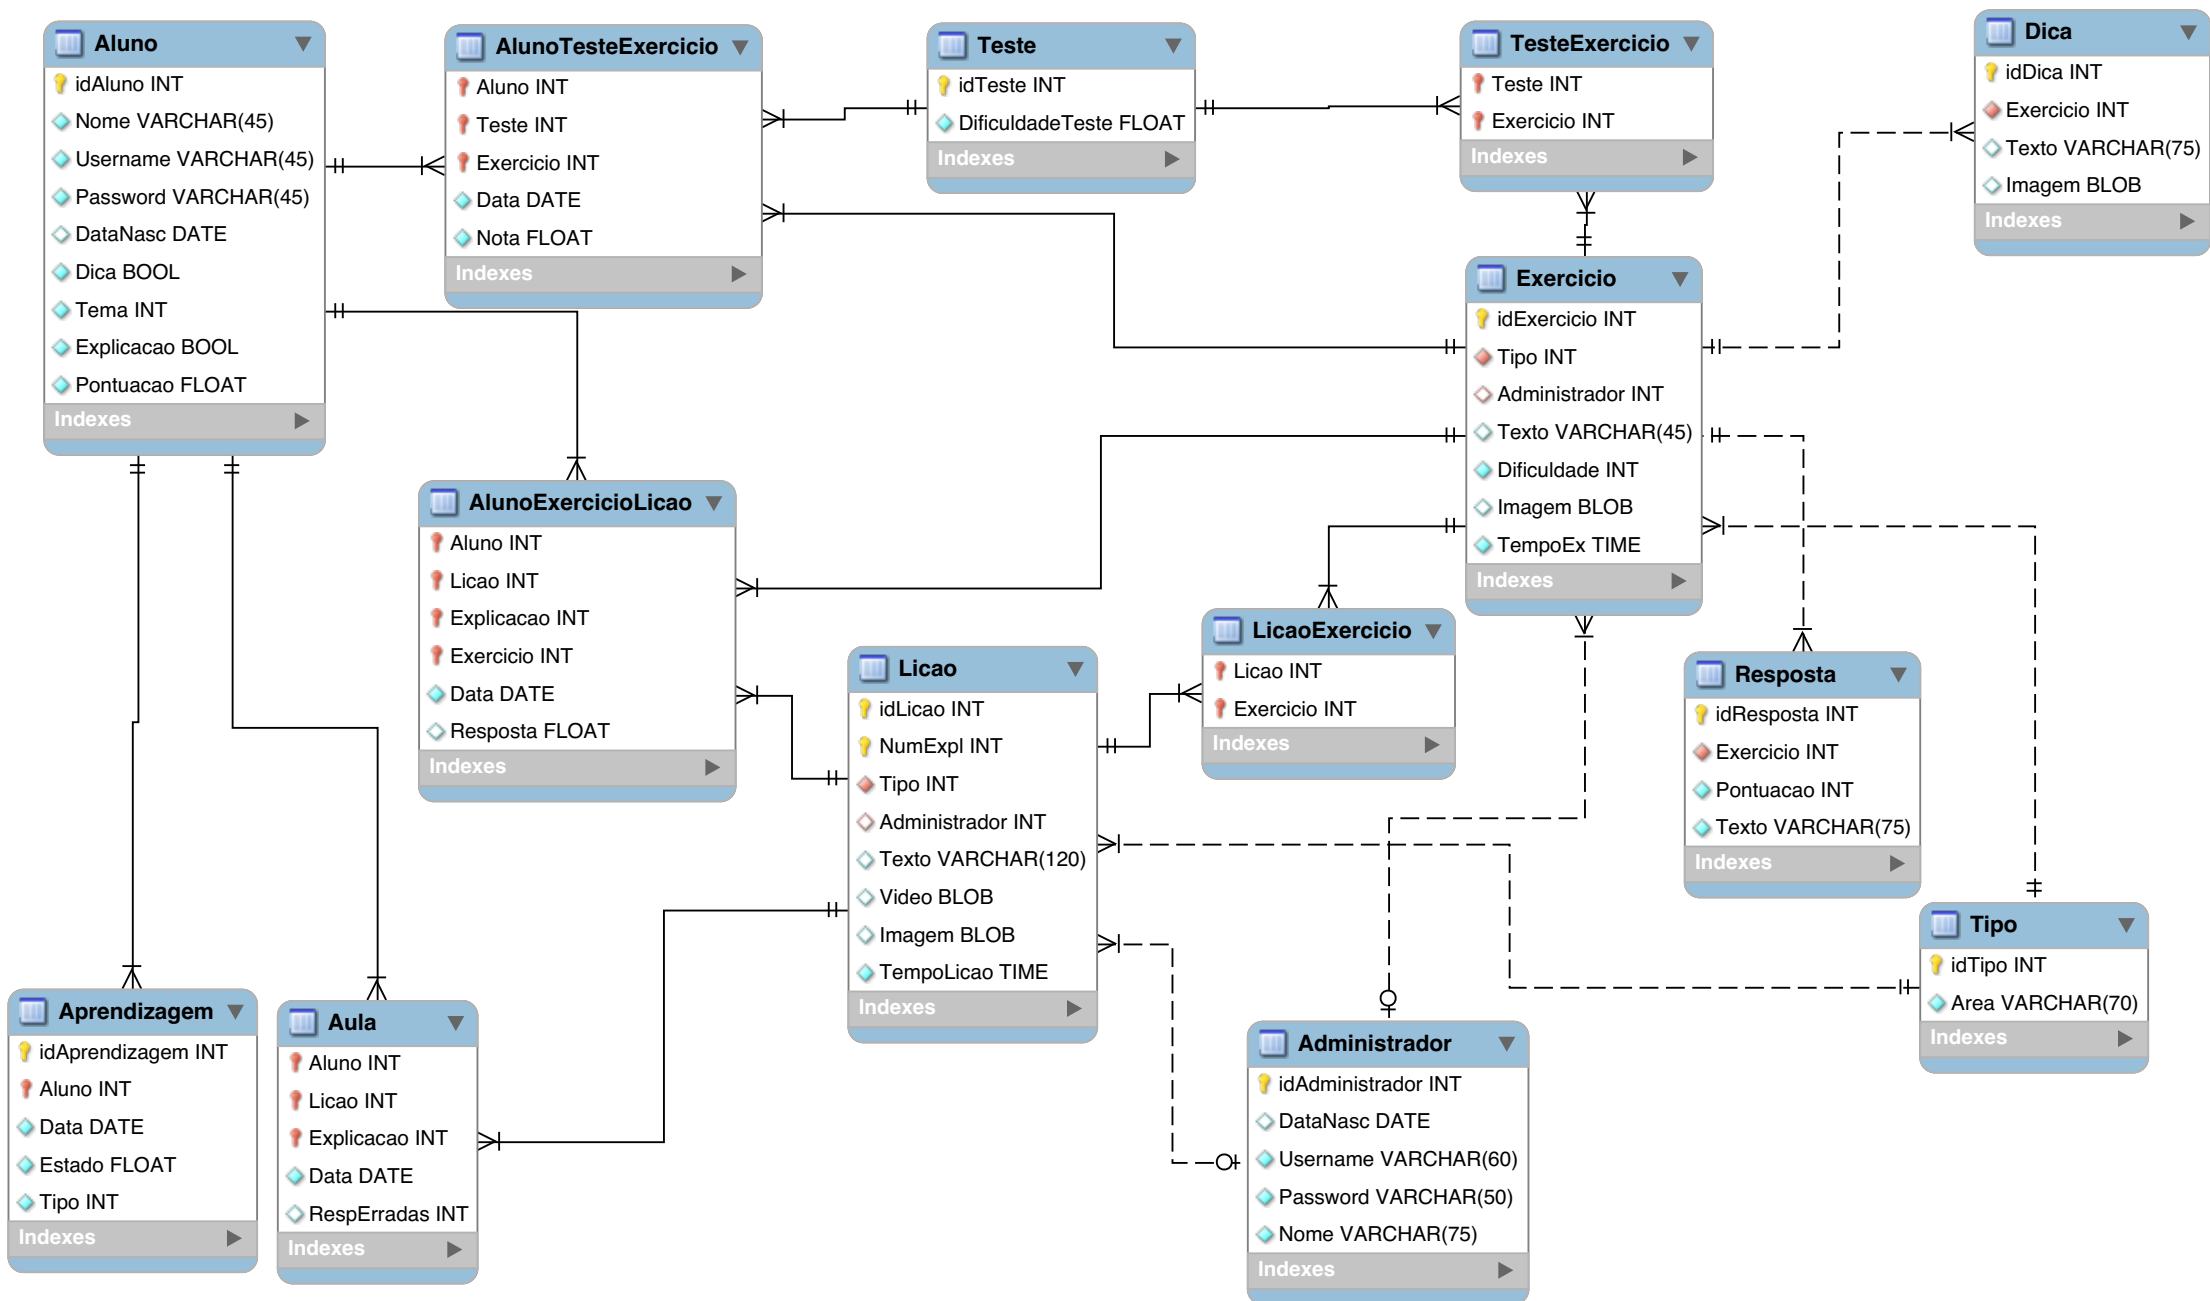 Aluno
idAluno INT
Nome VARCHAR(45)
Username VARCHAR(45)
Password VARCHAR(45)
DataNasc DATE
Dica BOOL
Tema INT
Explicacao BOOL
Pontuacao FLOAT
Indexes
AlunoTesteExercicio
Aluno INT
Teste INT
Exercicio INT
Data DATE
Nota FLOAT
Indexes
Teste
idTeste INT
DificuldadeTeste FLOAT
Indexes
TesteExercicio
Teste INT
Exercicio INT
Indexes
Dica
idDica INT
Exercicio INT
Texto VARCHAR(75)
Imagem BLOB
Indexes
Exercicio
idExercicio INT
Tipo INT
Administrador INT
Texto VARCHAR(45)
Dificuldade INT
Imagem BLOB
TempoEx TIME
Indexes
AlunoExercicioLicao
Aluno INT
Licao INT
Explicacao INT
Exercicio INT
Data DATE
Resposta FLOAT
Indexes
Licao
idLicao INT
NumExpl INT
Tipo INT
Administrador INT
Texto VARCHAR(120)
Video BLOB
Imagem BLOB
TempoLicao TIME
Indexes
LicaoExercicio
Licao INT
Exercicio INT
Indexes
Resposta
idResposta INT
Exercicio INT
Pontuacao INT
Texto VARCHAR(75)
Indexes
Tipo
idTipo INT
Area VARCHAR(70)
Indexes
Aprendizagem
idAprendizagem INT
Aluno INT
Data DATE
Estado FLOAT
Tipo INT
Indexes
Aula
Aluno INT
Licao INT
Explicacao INT
Data DATE
RespErradas INT
Indexes
Administrador
idAdministrador INT
DataNasc DATE
Username VARCHAR(60)
Password VARCHAR(50)
Nome VARCHAR(75)
Indexes